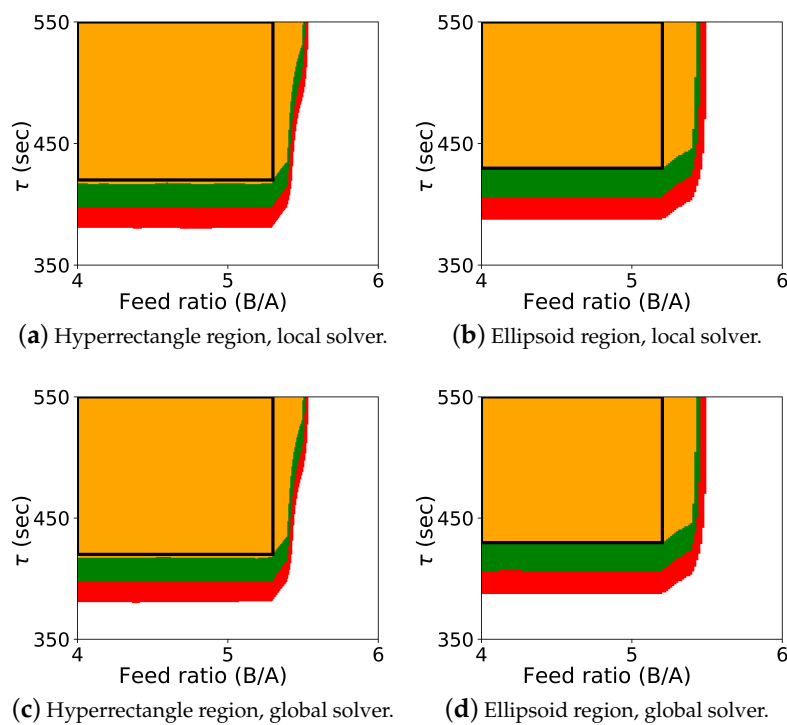 550
450
350
τ (sec)
4
5
6
Feed ratio (B/A)
(a) Hyperrectangle region, local solver.
550
450
350
τ (sec)
4
5
6
Feed ratio (B/A)
(b) Ellipsoid region, local solver.
550
450
350
τ (sec)
4
5
6
Feed ratio (B/A)
(c) Hyperrectangle region, global solver.
550
450
350
τ (sec)
4
5
6
Feed ratio (B/A)
(d) Ellipsoid region, global solver.